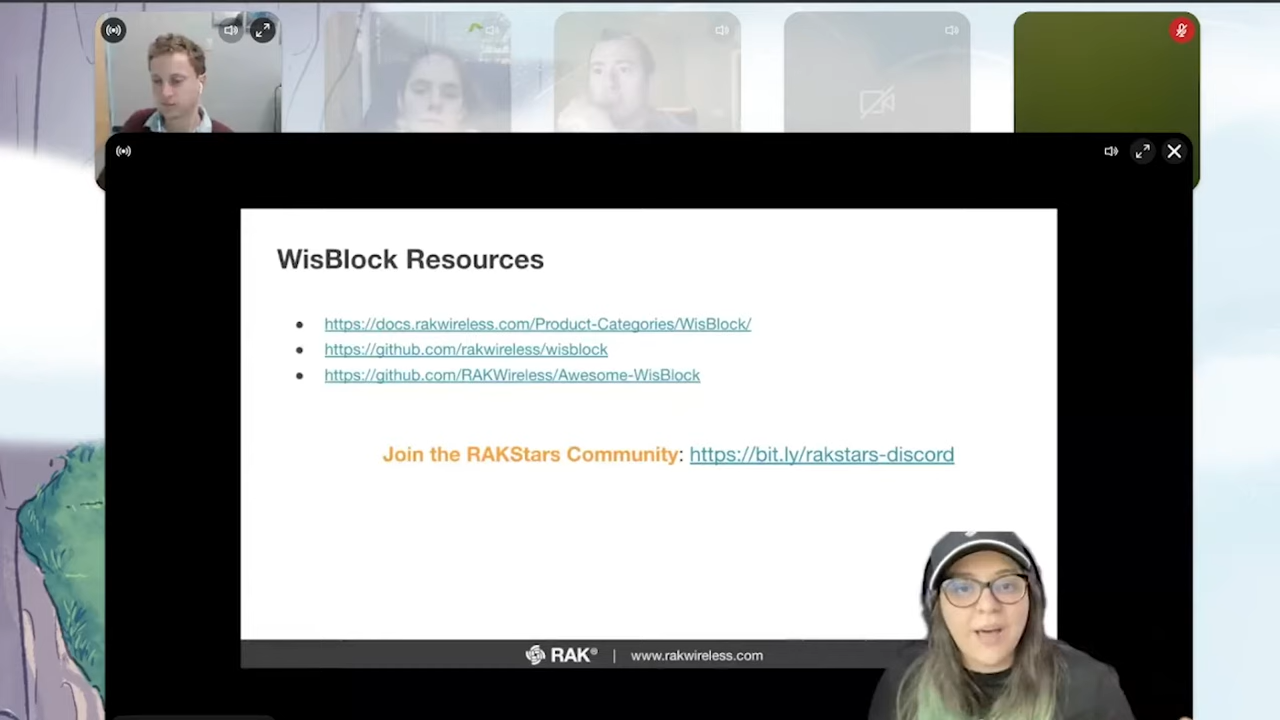 WisBlock Resources
https://docs.rakwireless.com/Product-Categories/WisBlock/
https://github.com/rakwireless/wisblock
https://github.com/RAKWireless/Awesome-WisBlock
Join the RAKStars Community: https://bit.ly/rakstars-discord
RAK® | www.rakwireless.com